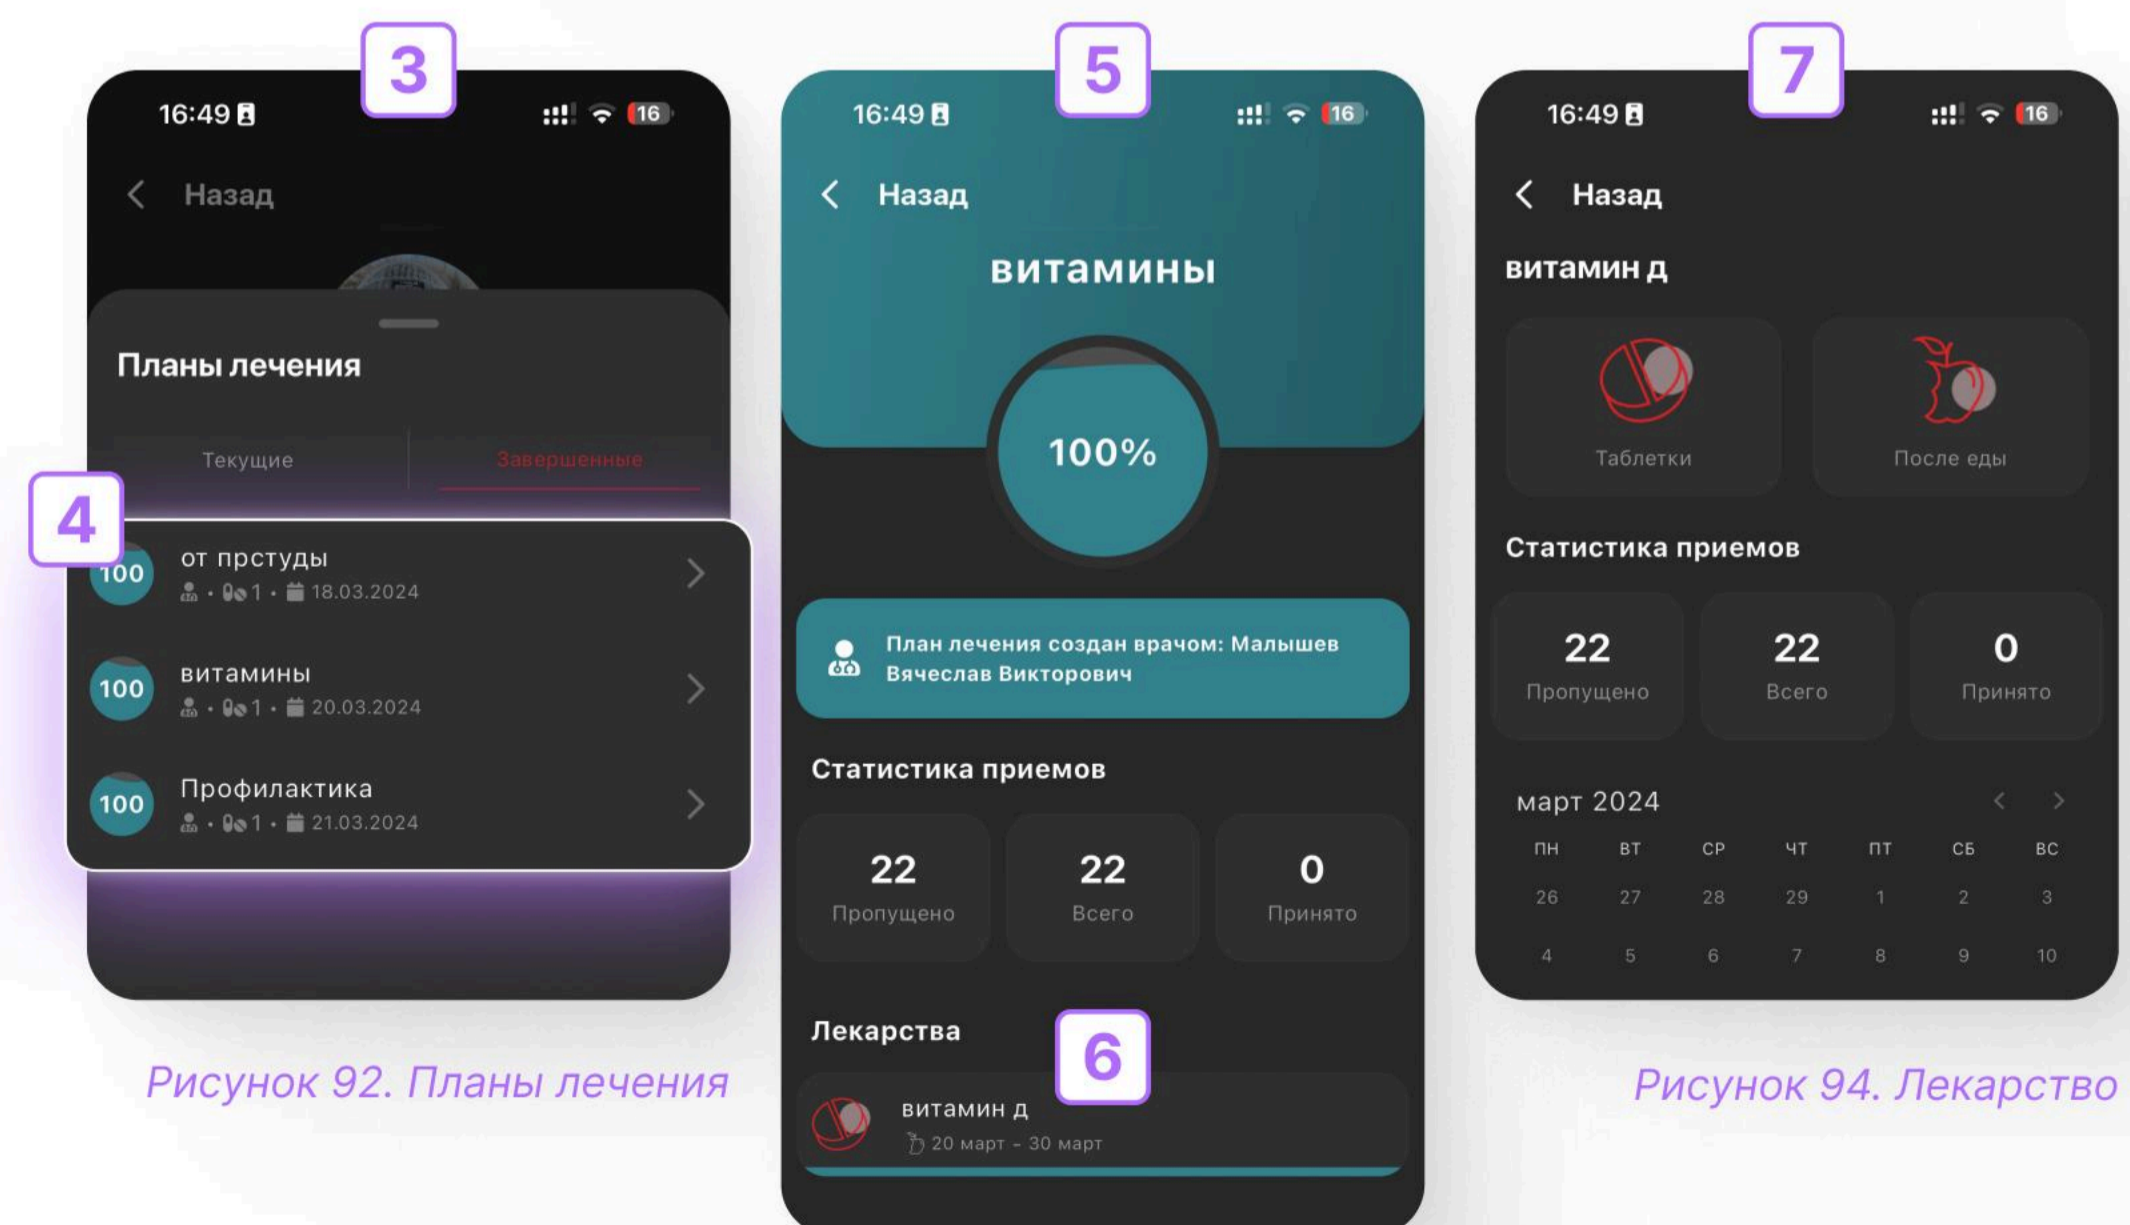 3
16:49
16
Назад
Планы лечения
Текущие
Завершенные
4
100
от прстуды
1 • 18.03.2024
100
витамины
1 • 20.03.2024
100
Профилактика
1 • 21.03.2024
Рисунок 92. Планы лечения
5
16:49
16
Назад
витамины
100%
План лечения создан врачом: Малышев
Вячеслав Викторович
Статистика приемов
22 22 0
Пропущено Всего Принято
Лекарства
6
витамин д
20 март - 30 март
7
16:49
16
Назад
витамин д
Таблетки После еды
Статистика приемов
22 22 0
Пропущено Всего Принято
март 2024
ПН ВТ СР ЧТ ПТ СБ ВС
26 27 28 29 1 2 3
4 5 6 7 8 9 10
Рисунок 94. Лекарство